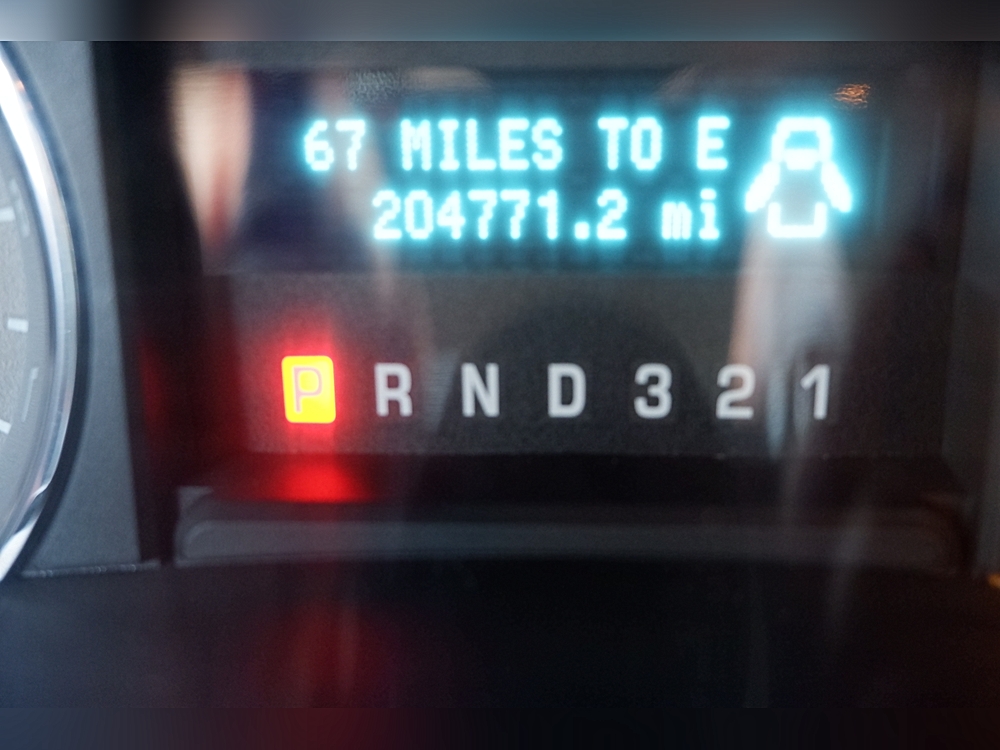 67 MILES TO E
204771.2 mi
P R N D 3 2 1